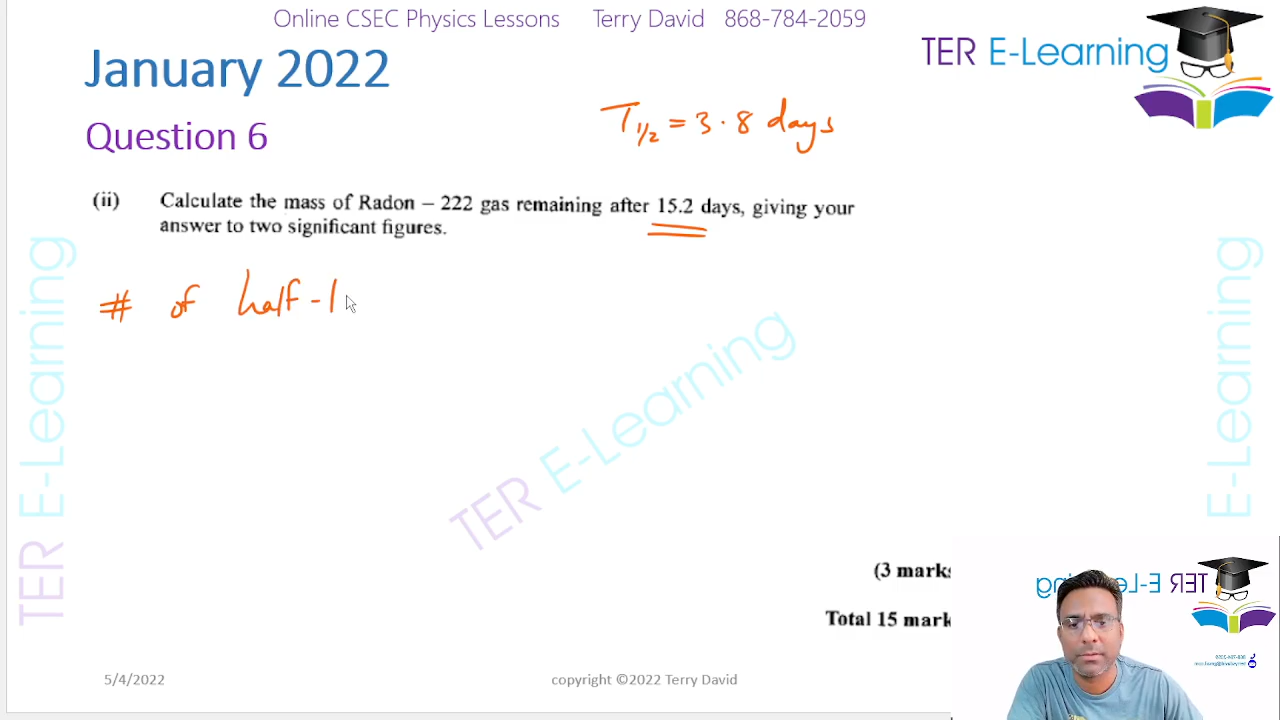 Online CSEC Physics Lessons Terry David 868-784-2059
January 2022
TER E-Learning
Question 6
T1/2 = 3.8 days
(ii) Calculate the mass of Radon – 222 gas remaining after 15.2 days, giving your
answer to two significant figures.
# of half-l
TER E-Learning
TER E-Learning
E-Learning
(3 marks
Total 15 mark
TER E-Learning
5/4/2022
copyright ©2022 Terry David